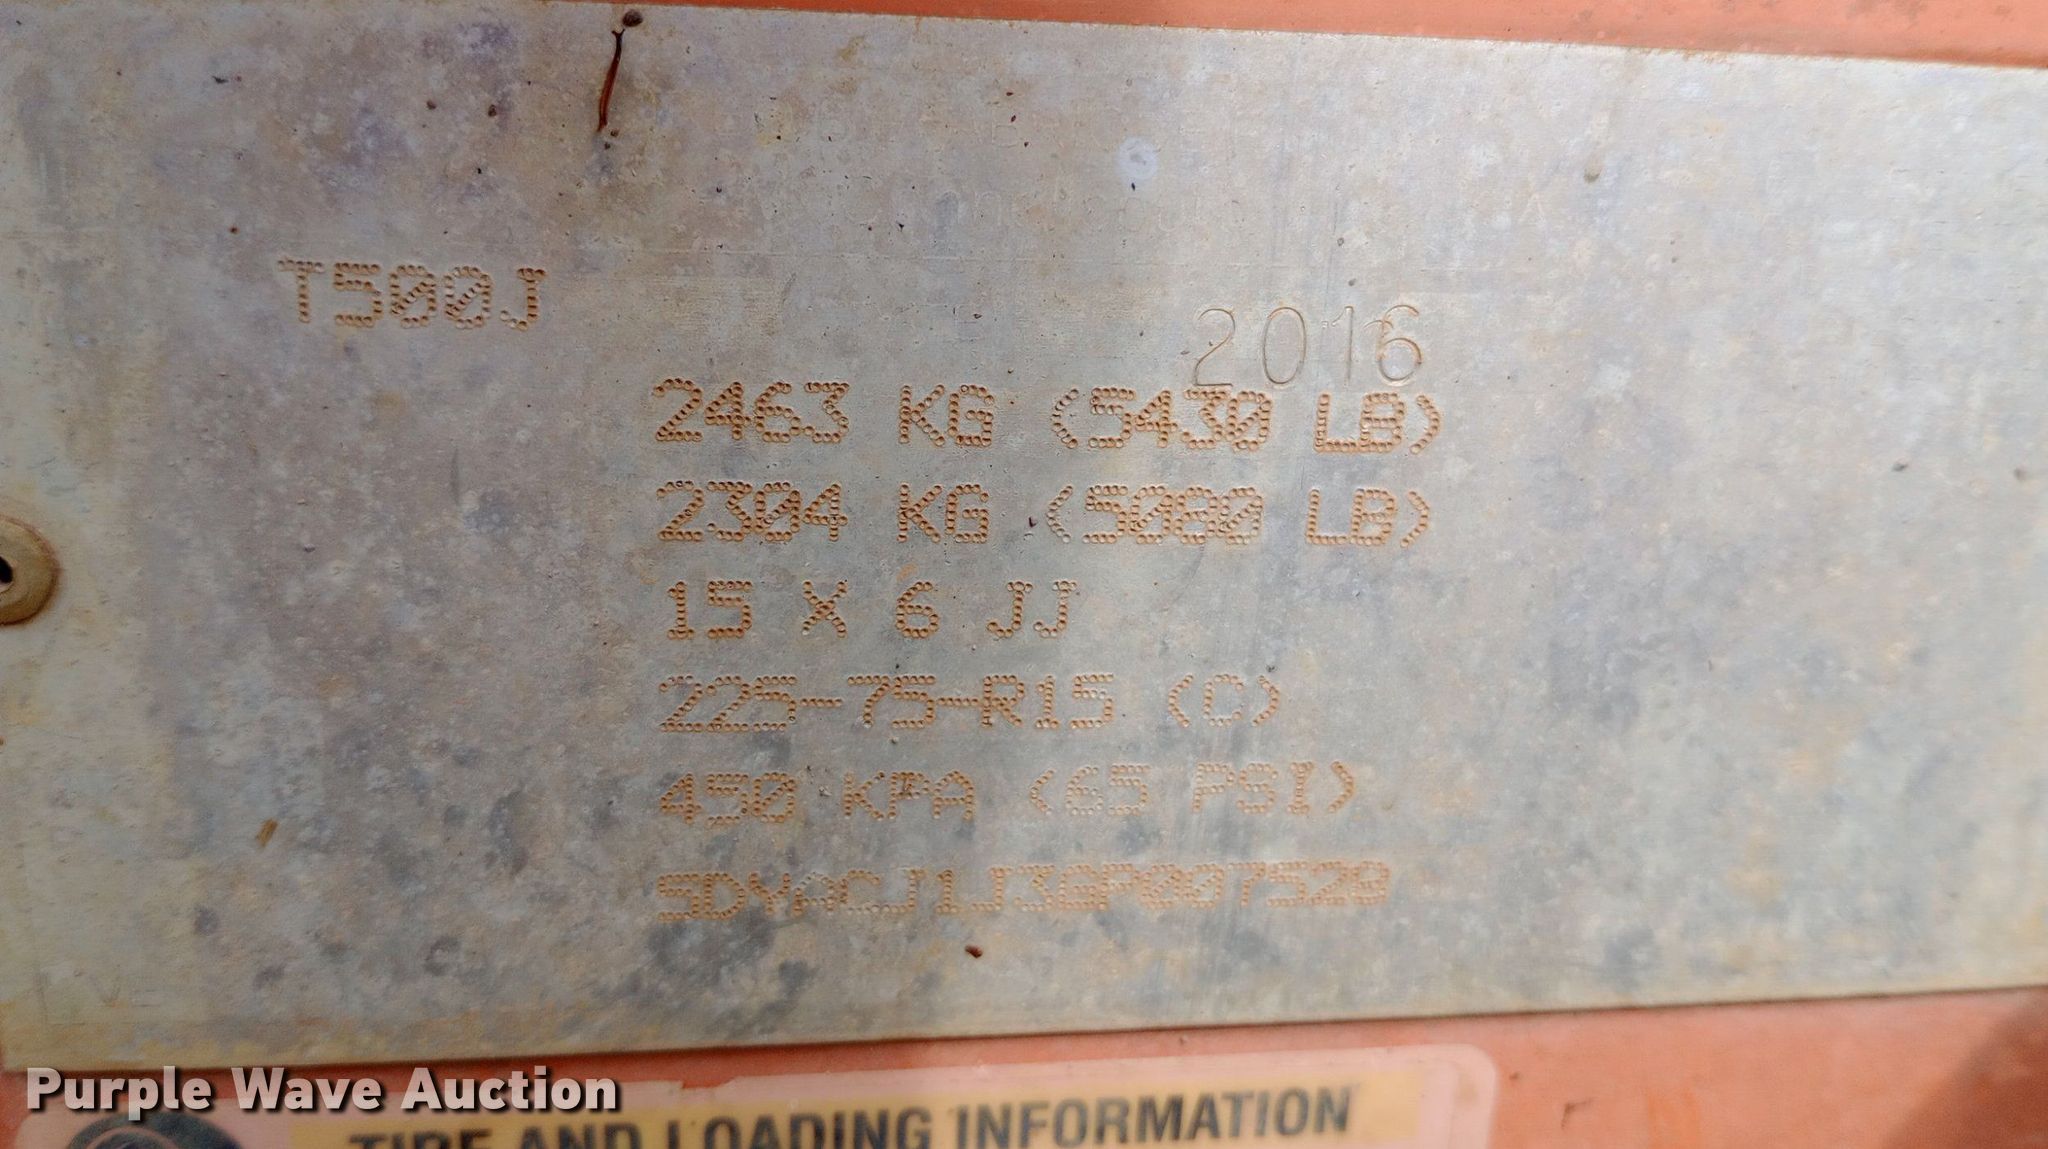 T500J
2016
2463 KG (5430 LB)
2304 KG (5080 LB)
15 X 6 JJ
225-75-R15 (C)
450 KPA (65 PSI)
5DYACJ1J3GP007520
Purple Wave Auction
TIRE AND LOADING INFORMATION